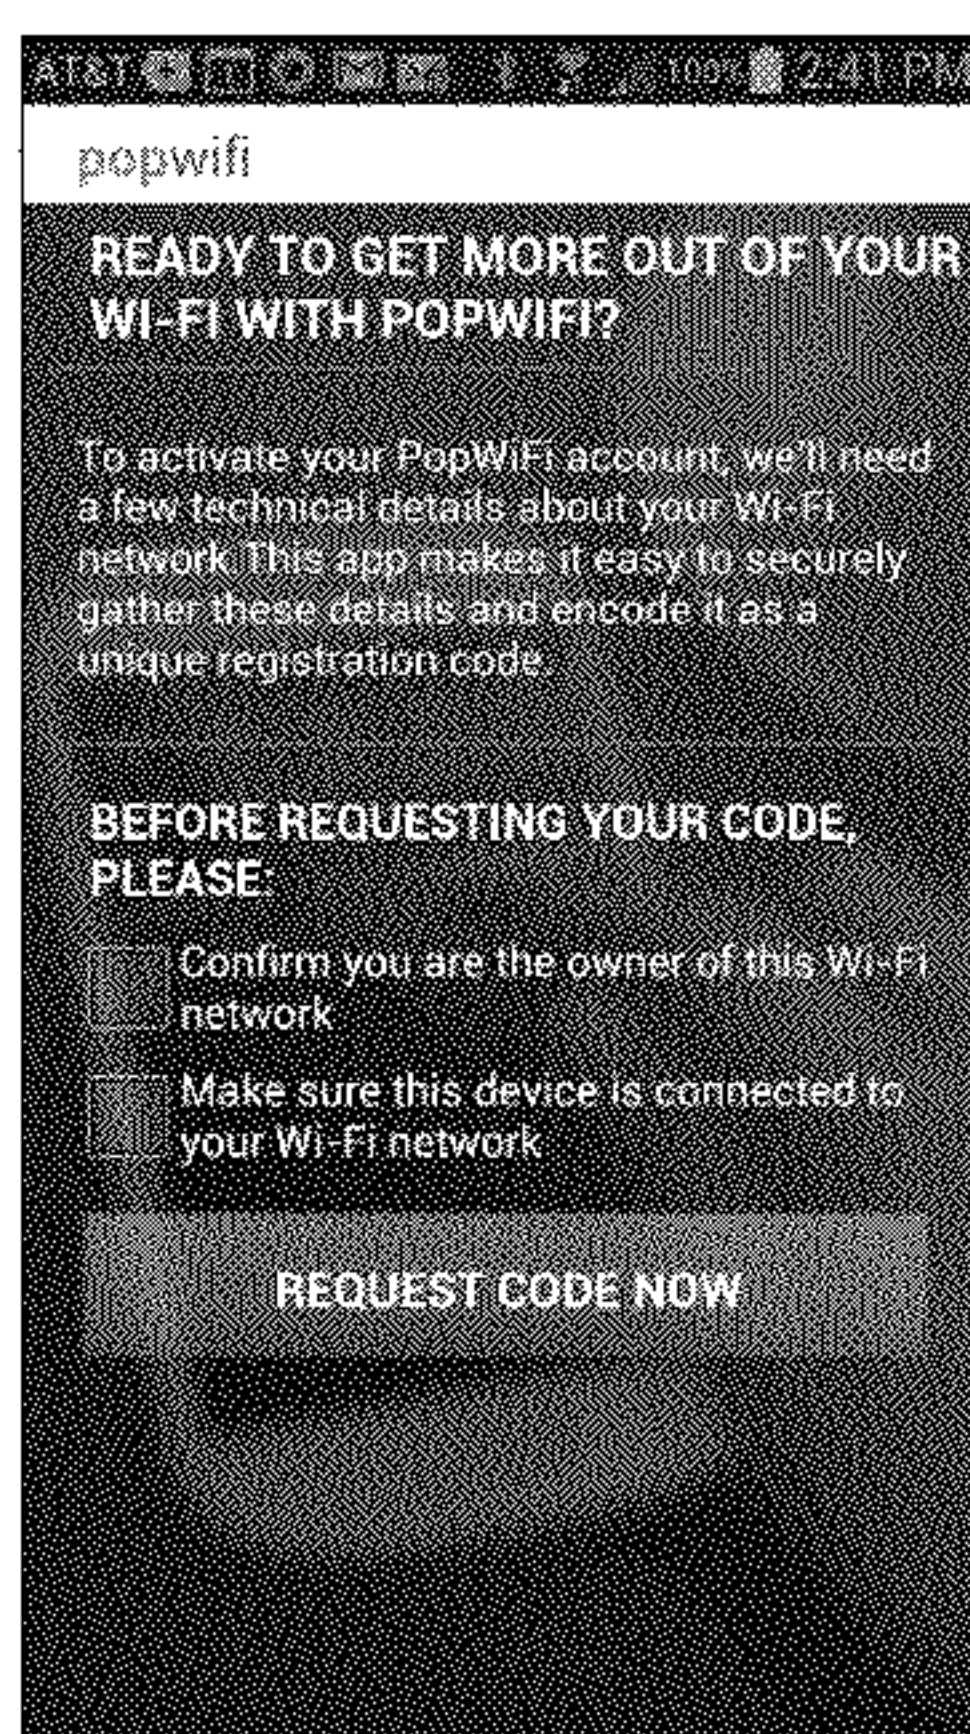 AT&T 100% 2:41 PM
popwifi
READY TO GET MORE OUT OF YOUR
WI-FI WITH POPWIFI?
To activate your PopWiFi account, we'll need
a few technical details about your Wi-Fi
network. This app makes it easy to securely
gather these details and encode it as a
unique registration code.
BEFORE REQUESTING YOUR CODE,
PLEASE:
Confirm you are the owner of this Wi-Fi
network
Make sure this device is connected to
your Wi-Fi network
REQUEST CODE NOW